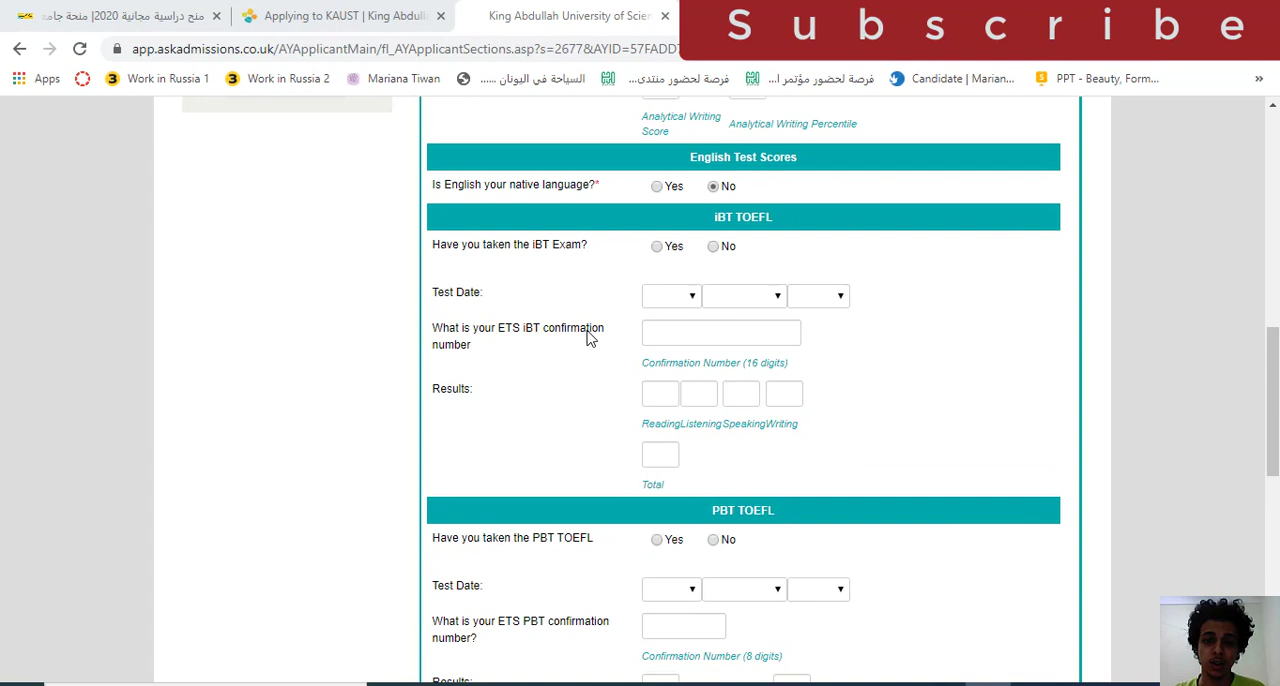 منح دراسية مجانية 2020| منحة جامع
Applying to KAUST | King Abdull
King Abdullah University of Scien
S u b s c r i b e
app.askadmissions.co.uk/AYApplicantMain/fl_AYApplicantSections.asp?s=2677&AYID=57FADD7
Apps
Work in Russia 1
Work in Russia 2
Mariana Tiwan
السياحة في اليونان ......
فرصة لحضور منتدى...
فرصة لحضور مؤتمر ا...
Candidate | Marian...
PPT - Beauty, Form...
»
Analytical Writing
Score
Analytical Writing Percentile
English Test Scores
Is English your native language?* Yes No
iBT TOEFL
Have you taken the iBT Exam? Yes No
Test Date:
What is your ETS iBT confirmation
number
Confirmation Number (16 digits)
Results:
ReadingListeningSpeakingWriting
Total
PBT TOEFL
Have you taken the PBT TOEFL Yes No
Test Date:
What is your ETS PBT confirmation
number?
Confirmation Number (8 digits)
Results: